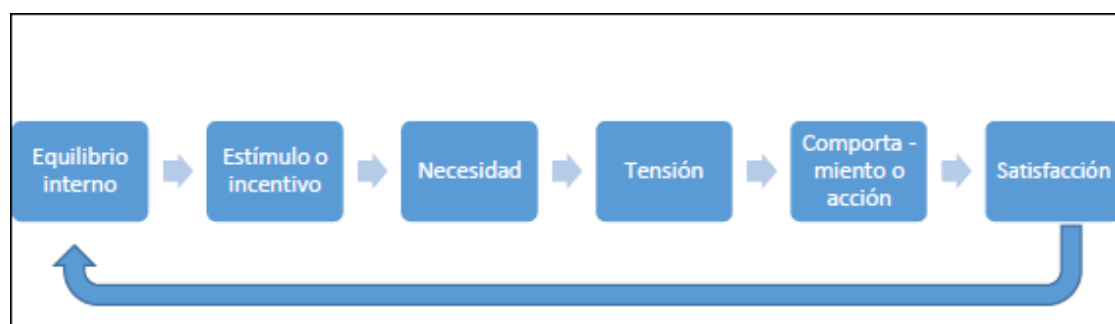 Equilibrio
interno
Estímulo o
incentivo
Necesidad
Tensión
Comporta -
miento o
acción
Satisfacción